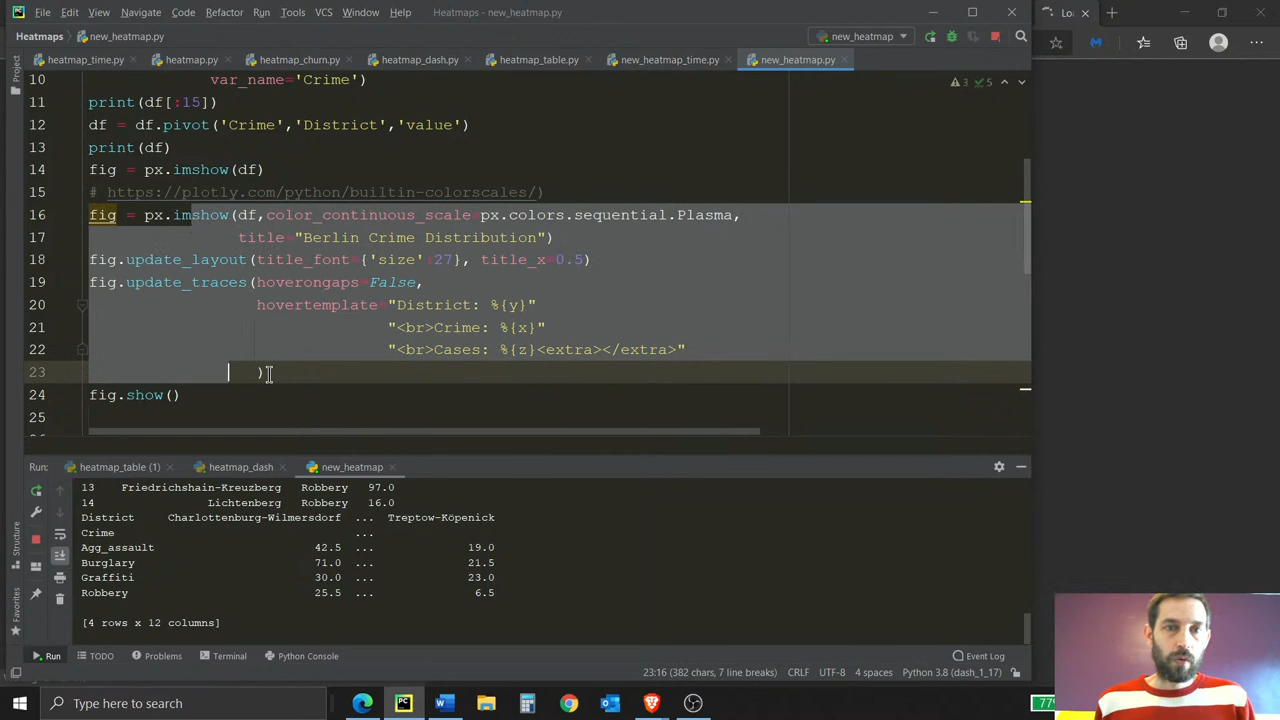 File Edit View Navigate Code Refactor Run Tools VCS Window Help Heatmaps - new_heatmap.py
Heatmaps new_heatmap.py new_heatmap
heatmap_time.py heatmap.py heatmap_churn.py heatmap_dash.py heatmap_table.py new_heatmap_time.py new_heatmap.py
Project
3 5
10 var_name='Crime')
11 print(df[:15])
12 df = df.pivot('Crime','District','value')
13 print(df)
14 fig = px.imshow(df)
15 # https://plotly.com/python/builtin-colorscales/)
16 fig = px.imshow(df,color_continuous_scale=px.colors.sequential.Plasma,
17 title="Berlin Crime Distribution")
18 fig.update_layout(title_font={'size':27}, title_x=0.5)
19 fig.update_traces(hoverongaps=False,
20 hovertemplate="District: %{y}"
21 "<br>Crime: %{x}"
22 "<br>Cases: %{z}<extra></extra>"
23 )
24 fig.show()
25
Run: heatmap_table (1) heatmap_dash new_heatmap
13 Friedrichshain-Kreuzberg Robbery 97.0
14 Lichtenberg Robbery 16.0
District Charlottenburg-Wilmersdorf ... Treptow-Köpenick
Crime ...
Agg_assault 42.5 ... 19.0
Burglary 71.0 ... 21.5
Graffiti 30.0 ... 23.0
Robbery 25.5 ... 6.5
[4 rows x 12 columns]
Structure
Favorites
Run TODO Problems Terminal Python Console Event Log
23:16 (382 chars, 7 line breaks) CRLF UTF-8 4 spaces Python 3.8 (dash_1_17)
Type here to search
77%